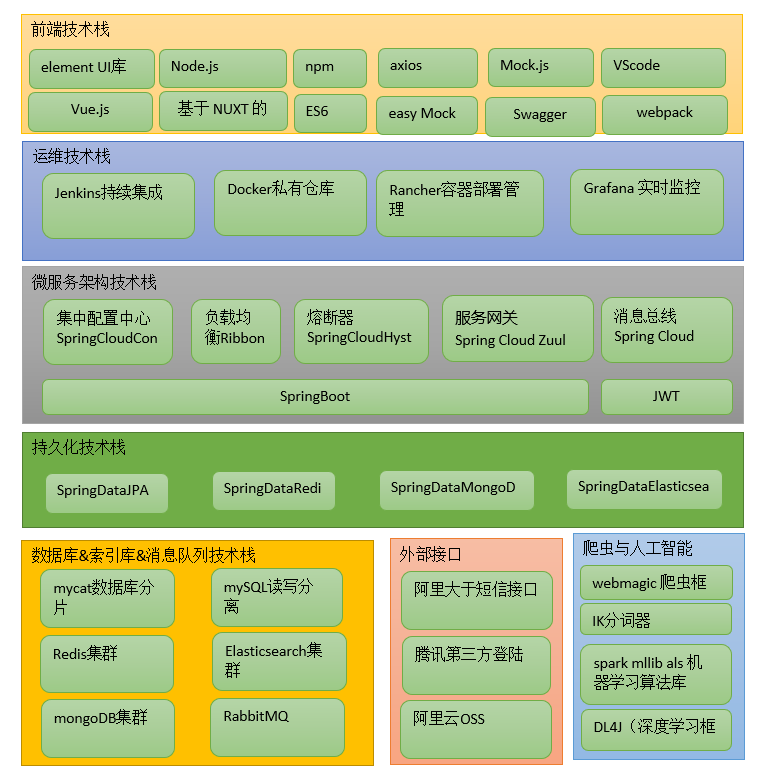 前端技术栈
element UI库
Node.js
npm
axios
Mock.js
VScode
Vue.js
基于 NUXT 的
ES6
easy Mock
Swagger
webpack
运维技术栈
Jenkins持续集成
Docker私有仓库
Rancher容器部署管
理
Grafana 实时监控
微服务架构技术栈
集中配置中心
SpringCloudCon
负载均
衡Ribbon
熔断器
SpringCloudHyst
服务网关
Spring Cloud Zuul
消息总线
Spring Cloud
SpringBoot
JWT
持久化技术栈
SpringDataJPA
SpringDataRedi
SpringDataMongoD
SpringDataElasticsea
数据库&索引库&消息队列技术栈
mycat数据库分
片
mySQL读写分
离
Redis集群
Elasticsearch集
群
mongoDB集群
RabbitMQ
外部接口
阿里大于短信接口
腾讯第三方登陆
阿里云OSS
爬虫与人工智能
webmagic 爬虫框
IK分词器
spark mllib als 机
器学习算法库
DL4J（深度学习框